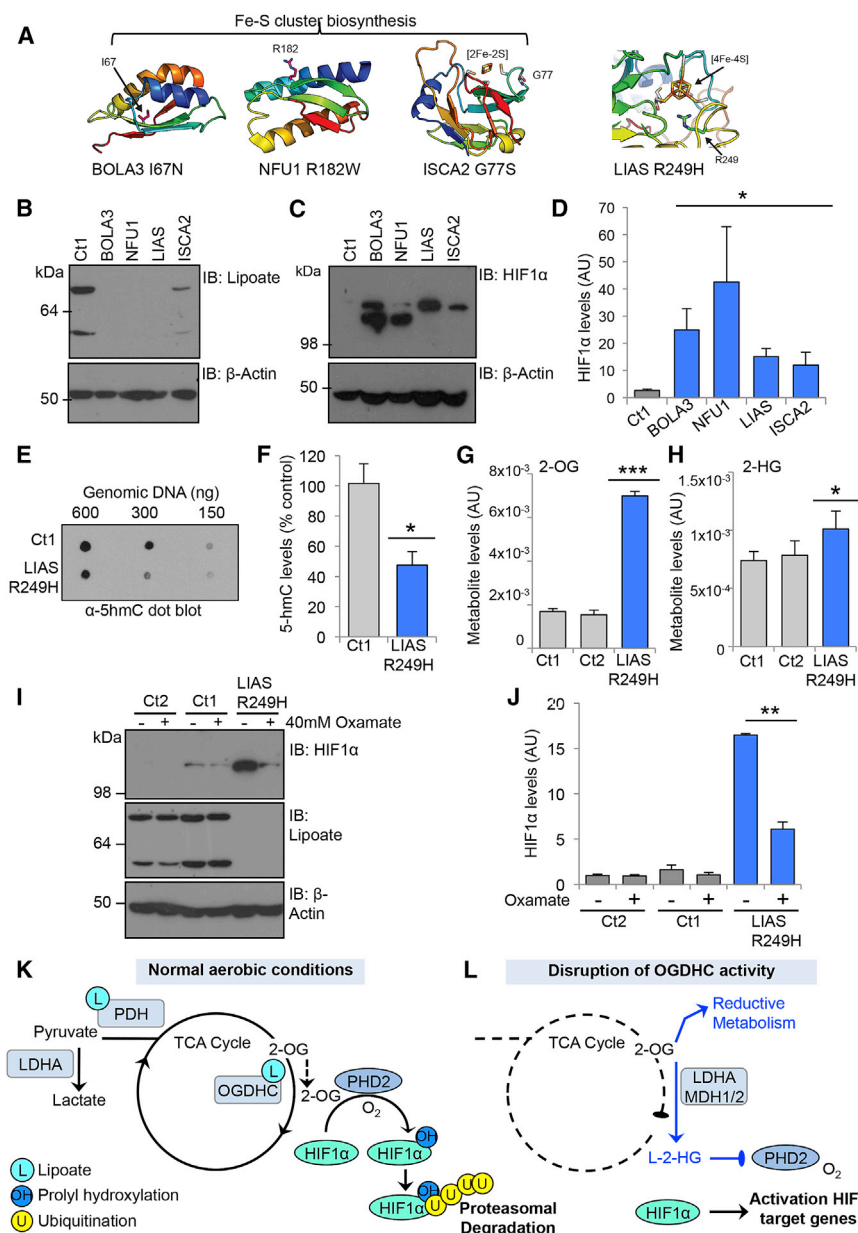 A
Fe-S cluster biosynthesis
I67
R182
[2Fe-2S]
G77
[4Fe-4S]
R249
BOLA3 I67N
NFU1 R182W
ISCA2 G77S
LIAS R249H
B
Ct1
BOLA3
NFU1
LIAS
ISCA2
kDa
64
50
IB: Lipoate
IB: β-Actin
C
Ct1
BOLA3
NFU1
LIAS
ISCA2
kDa
98
50
IB: HIF1α
IB: β-Actin
D
*
HIF1α levels (AU)
70
60
50
40
30
20
10
0
Ct1
BOLA3
NFU1
LIAS
ISCA2
E
Genomic DNA (ng)
600 300 150
Ct1
LIAS
R249H
α-5hmC dot blot
F
5-hmC levels (% control)
120
100
80
60
40
20
0
*
Ct1
LIAS
R249H
G
2-OG
***
Metabolite levels (AU)
8x10⁻³
6x10⁻³
4x10⁻³
2x10⁻³
0
Ct1
Ct2
LIAS
R249H
H
2-HG
*
Metabolite levels (AU)
1.5x10⁻³
1x10⁻³
5x10⁻⁴
0
Ct1
Ct2
LIAS
R249H
I
Ct2 Ct1 LIAS
R249H
- + - + - + 40mM Oxamate
kDa
98
64
50
IB: HIF1α
IB:
Lipoate
IB: β-
Actin
J
**
HIF1α levels (AU)
20
15
10
5
0
Oxamate - + - + - +
Ct2 Ct1 LIAS
R249H
K
Normal aerobic conditions
L
PDH
Pyruvate
LDHA
Lactate
TCA Cycle
2-OG
L
OGDHC
2-OG
PHD2
O₂
HIF1α
HIF1α
OH
HIF1α
OH
U U U U
Proteasomal
Degradation
L Lipoate
OH Prolyl hydroxylation
U Ubiquitination
L
Disruption of OGDHC activity
Reductive
Metabolism
TCA Cycle
2-OG
LDHA
MDH1/2
L-2-HG
PHD2
O₂
HIF1α
Activation HIF
target genes